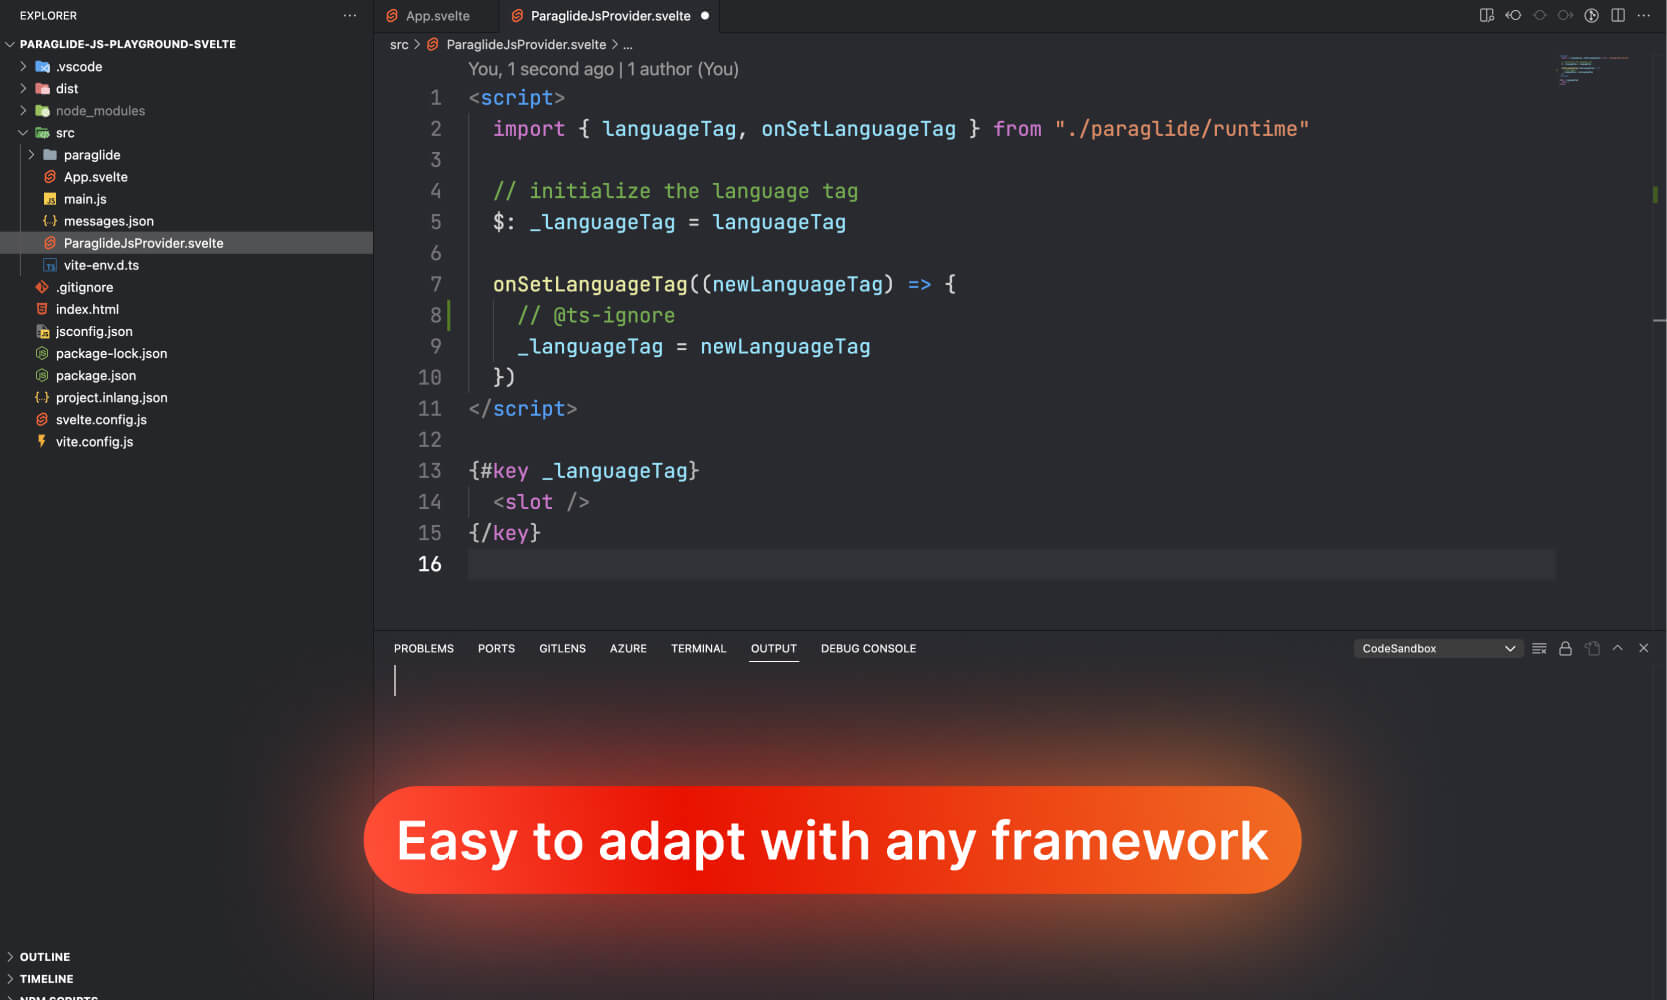 EXPLORER
PARAGLIDE-JS-PLAYGROUND-SVELTE
.vscode
dist
node_modules
src
paraglide
App.svelte
main.js
messages.json
ParaglideJsProvider.svelte
vite-env.d.ts
.gitignore
index.html
jsconfig.json
package-lock.json
package.json
project.inlang.json
svelte.config.js
vite.config.js
OUTLINE
TIMELINE
NPM SCRIPTS
App.svelte
ParaglideJsProvider.svelte
src > ParaglideJsProvider.svelte > ...
You, 1 second ago | 1 author (You)
1 <script>
2 import { languageTag, onSetLanguageTag } from "./paraglide/runtime"
3
4 // initialize the language tag
5 $: _languageTag = languageTag
6
7 onSetLanguageTag((newLanguageTag) => {
8 // @ts-ignore
9 _languageTag = newLanguageTag
10 })
11 </script>
12
13 {#key _languageTag}
14 <slot />
15 {/key}
16
PROBLEMS PORTS GITLENS AZURE TERMINAL OUTPUT DEBUG CONSOLE CodeSandbox
Easy to adapt with any framework